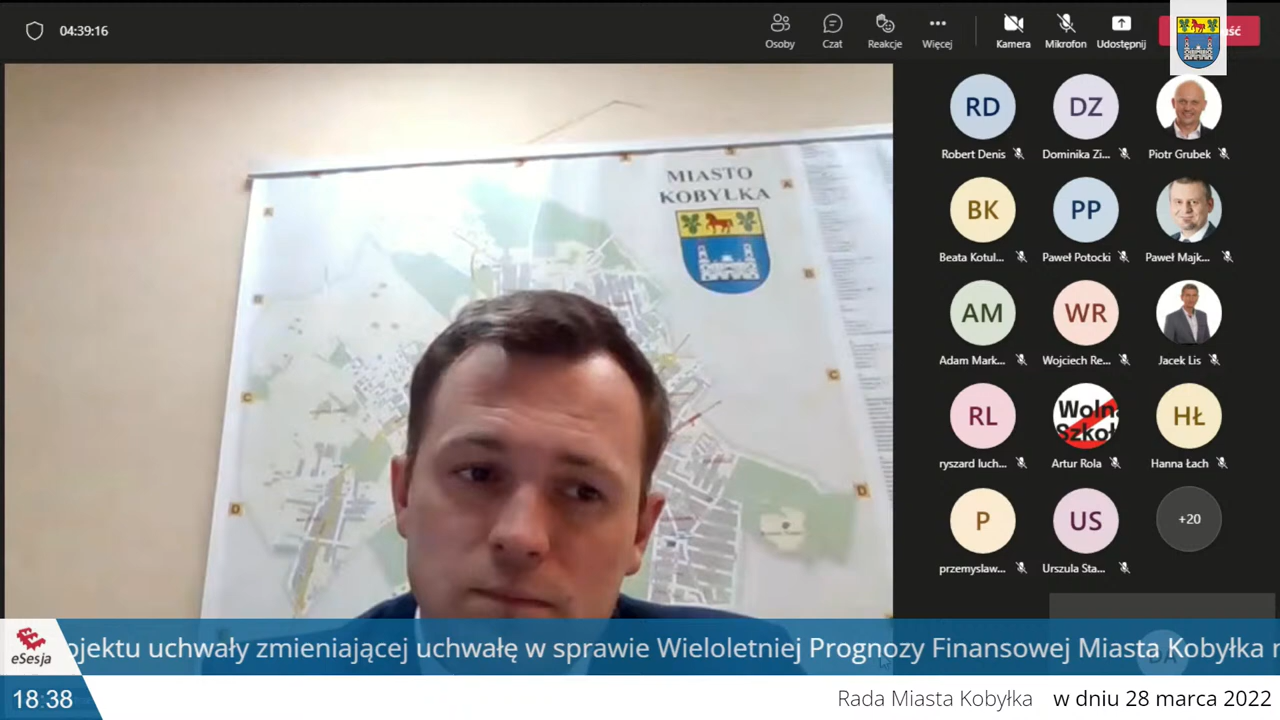 04:39:16
Osoby
Czat
Reakcje
Więcej
Kamera
Mikrofon
Udostępnij
MIASTO
KOBYŁKA
A
A
B
B
C
C
D
D
RD
DZ
Robert Denis
Dominika Zi...
Piotr Grubek
BK
PP
Beata Kotul...
Paweł Potocki
Paweł Majk...
AM
WR
Adam Mark...
Wojciech Re...
Jacek Lis
RL
Woln
Szkoł
HŁ
ryszard luch...
Artur Rola
Hanna Łach
P
US
+20
przemyslaw...
Urszula Sta...
eSesja
ojektu uchwały zmieniającej uchwałę w sprawie Wieloletniej Prognozy Finansowej Miasta Kobyłka
18:38
Rada Miasta Kobyłka w dniu 28 marca 2022